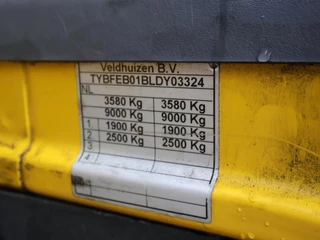 Veldhuizen B.V.
TYBFEB01BLDY03324
NL
3580 Kg 3580 Kg
9000 Kg 9000 Kg
1 1900 Kg 1900 Kg
2 2500 Kg 2500 Kg
3
4